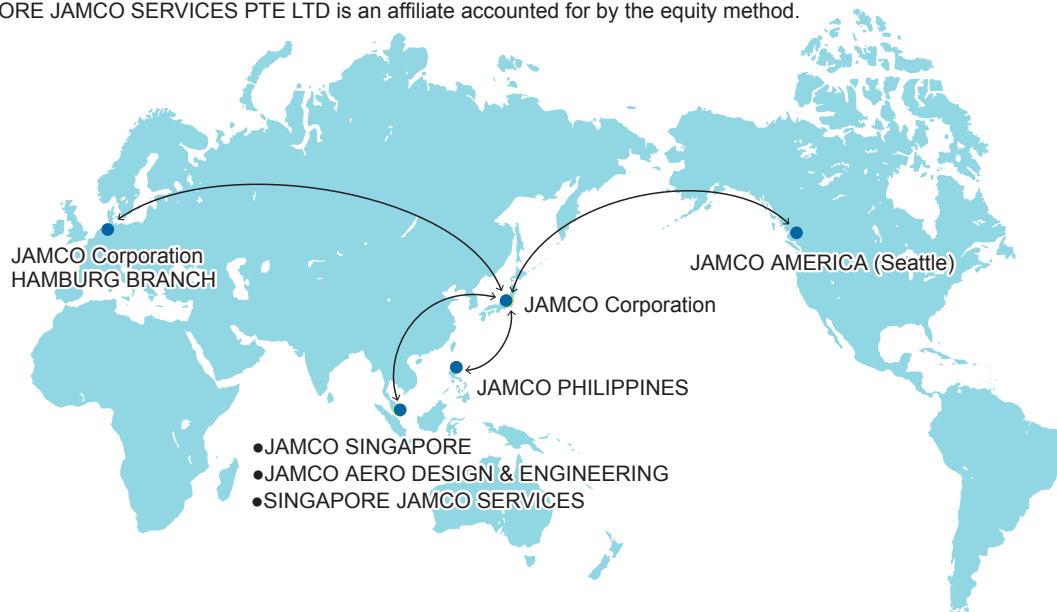 ORE JAMCO SERVICES PTE LTD is an affiliate accounted for by the equity method.
JAMCO Corporation
HAMBURG BRANCH
JAMCO AMERICA (Seattle)
JAMCO Corporation
JAMCO PHILIPPINES
●JAMCO SINGAPORE
●JAMCO AERO DESIGN & ENGINEERING
●SINGAPORE JAMCO SERVICES